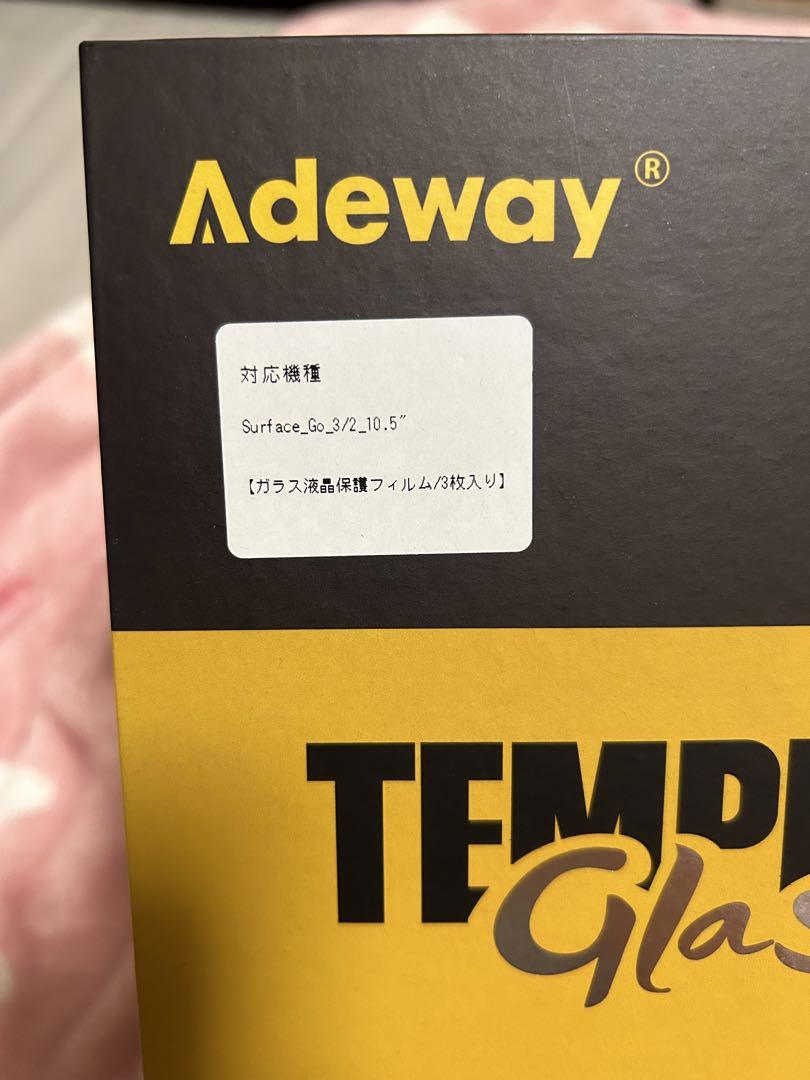 Adeway®
対応機種
Surface_Go_3/2_10.5"
【ガラス液晶保護フィルム/3枚入り】